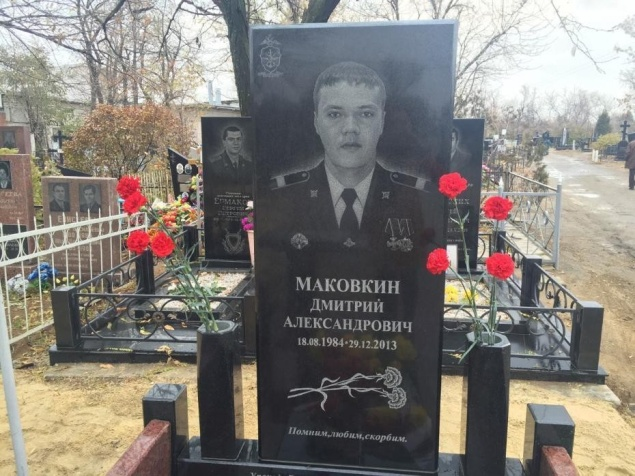 МАКОВКИН
ДМИТРИЙ
АЛЕКСАНДРОВИЧ
18.08.1984-29.12.2013
Помним,любим,скорбим.